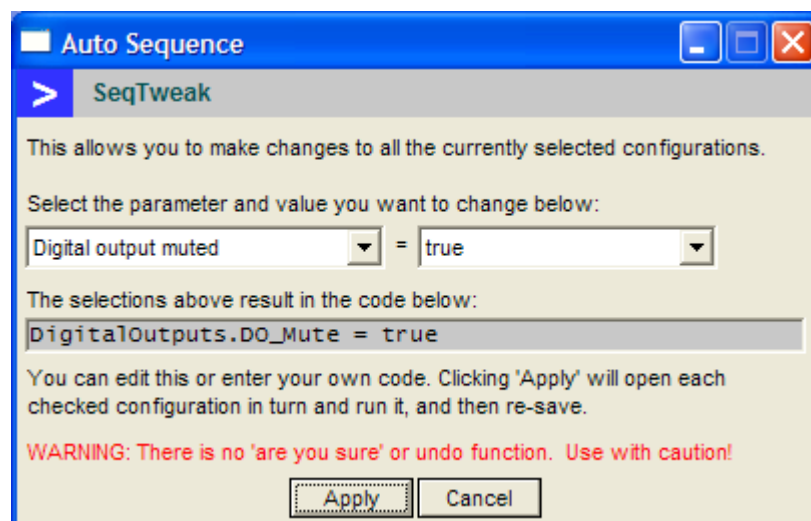 Auto Sequence
> SeqTweak
This allows you to make changes to all the currently selected configurations.
Select the parameter and value you want to change below:
Digital output muted = true
The selections above result in the code below:
DigitalOutputs.DO_Mute = true
You can edit this or enter your own code. Clicking 'Apply' will open each
checked configuration in turn and run it, and then re-save.
WARNING: There is no 'are you sure' or undo function. Use with caution!
Apply Cancel